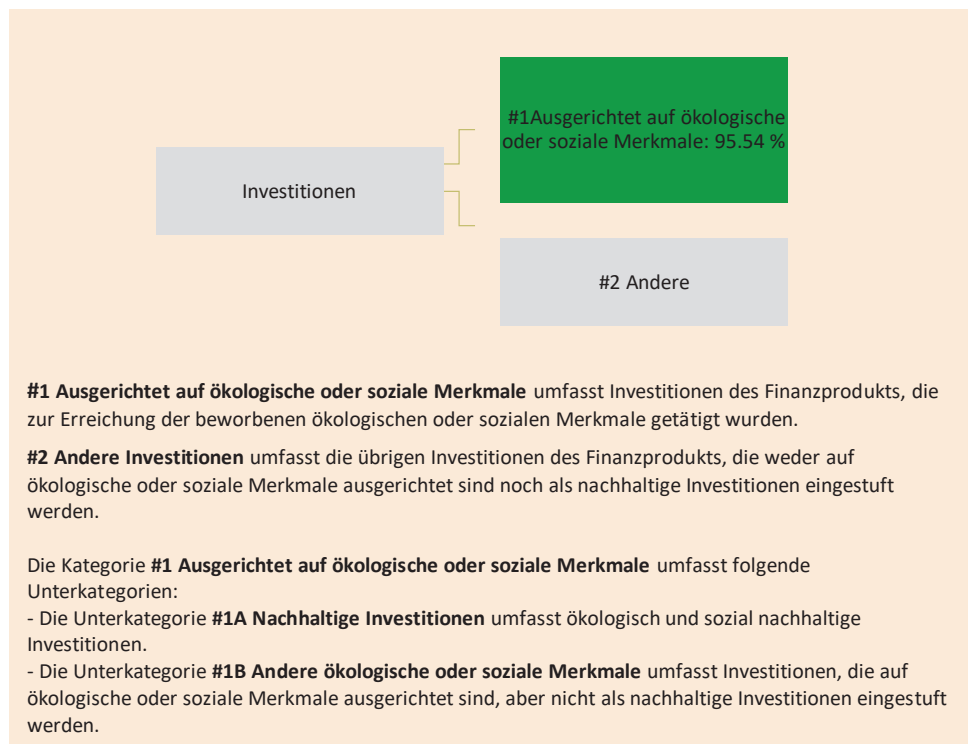 #1Ausgerichtet auf ökologische
oder soziale Merkmale: 95.54 %
Investitionen
#2 Andere
#1 Ausgerichtet auf ökologische oder soziale Merkmale umfasst Investitionen des Finanzprodukts, die
zur Erreichung der beworbenen ökologischen oder sozialen Merkmale getätigt wurden.
#2 Andere Investitionen umfasst die übrigen Investitionen des Finanzprodukts, die weder auf
ökologische oder soziale Merkmale ausgerichtet sind noch als nachhaltige Investitionen eingestuft
werden.
Die Kategorie #1 Ausgerichtet auf ökologische oder soziale Merkmale umfasst folgende
Unterkategorien:
- Die Unterkategorie #1A Nachhaltige Investitionen umfasst ökologisch und sozial nachhaltige
Investitionen.
- Die Unterkategorie #1B Andere ökologische oder soziale Merkmale umfasst Investitionen, die auf
ökologische oder soziale Merkmale ausgerichtet sind, aber nicht als nachhaltige Investitionen eingestuft
werden.